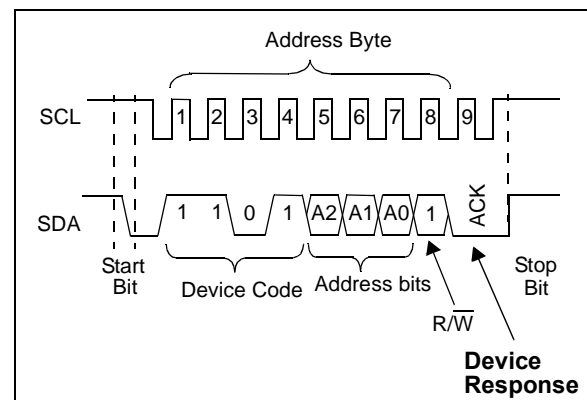 Address Byte
SCL 1 2 3 4 5 6 7 8 9
SDA 1 1 0 1 A2 A1 A0 1 ACK
Start Bit
Device Code
Address bits
Stop Bit
R/W̅
Device
Response